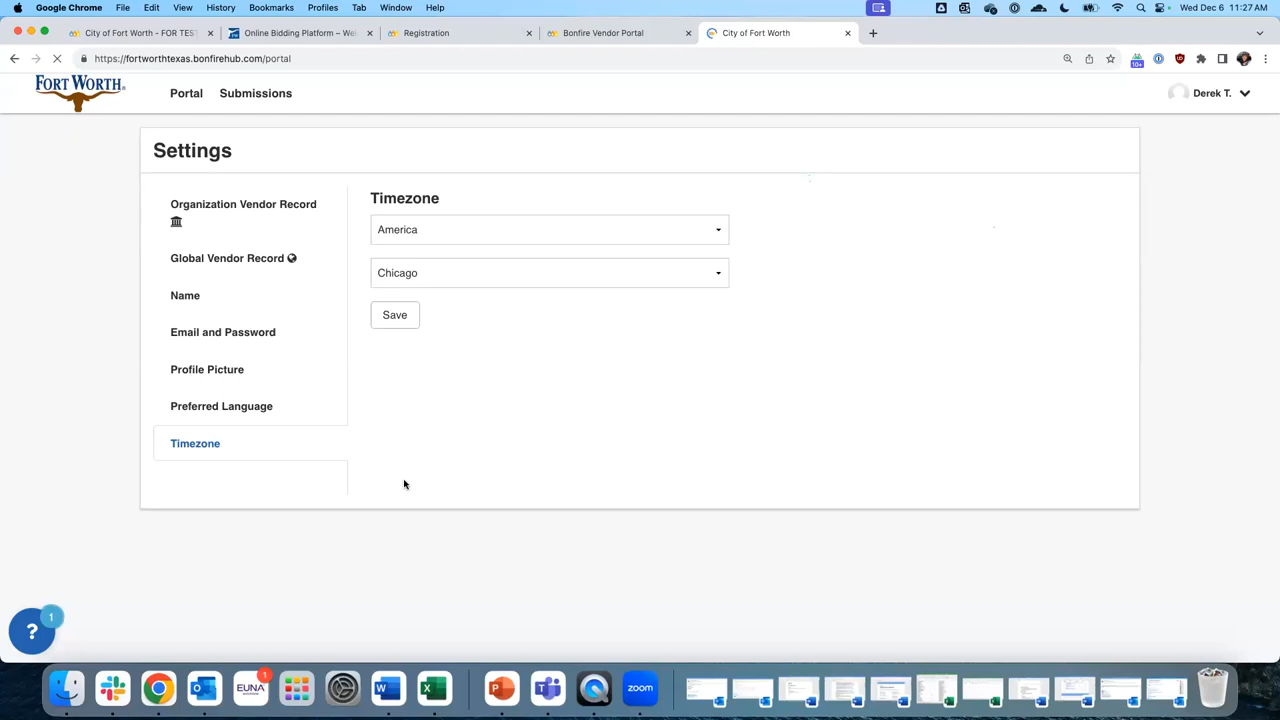 Google Chrome File Edit View History Bookmarks Profiles Tab Window Help Wed Dec 6 11:27 AM
City of Fort Worth - FOR TES Online Bidding Platform – We Registration Bonfire Vendor Portal City of Fort Worth
https://fortworthtexas.bonfirehub.com/portal
10+
FORT WORTH
Portal Submissions Derek T.
Settings
Organization Vendor Record
Global Vendor Record
Name
Email and Password
Profile Picture
Preferred Language
Timezone
Timezone
America
Chicago
Save
? 1
EUNA 1 W X P T zoom